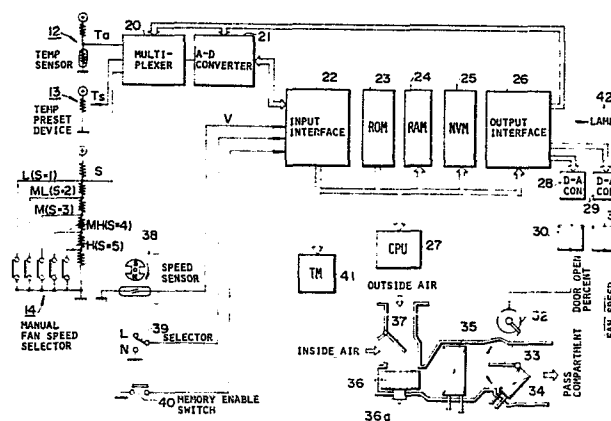 12
Ta
TEMP
SENSOR
20
MULTI-
PLEXER
21
A-D
CONVERTER
13
Ts
TEMP
PRESET
DEVICE
22
INPUT
INTERFACE
23
ROM
24
RAM
25
NVM
26
OUTPUT
INTERFACE
42
LAMP
V
S
L(S=1)
ML(S=2)
M(S=3)
MH(S=4)
H(S=5)
14
MANUAL
FAN SPEED
SELECTOR
38
SPEED
SENSOR
39
L
N
SELECTOR
40 MEMORY ENABLE
SWITCH
TM
41
CPU
27
28
D-A
CON
D-A
CON
29
30
DOOR OPEN
PERCENT
FAN SPEED
OUTSIDE AIR
37
INSIDE AIR
35
32
33
34
36
36a
PASS
COMPARTMENT